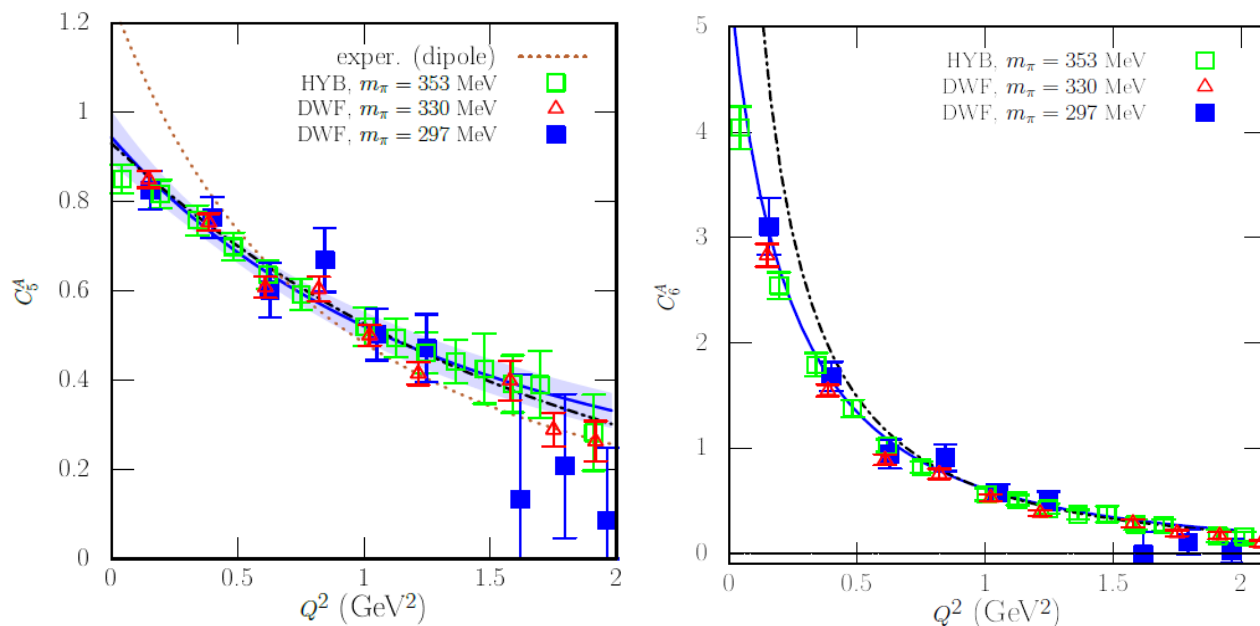 1.2
1
0.8
0.6
0.4
0.2
0
C₅ᴬ
exper. (dipole)
HYB, mπ = 353 MeV
DWF, mπ = 330 MeV
DWF, mπ = 297 MeV
0 0.5 1 1.5 2
Q² (GeV²)
5
4
3
2
1
0
C₆ᴬ
HYB, mπ = 353 MeV
DWF, mπ = 330 MeV
DWF, mπ = 297 MeV
0 0.5 1 1.5 2
Q² (GeV²)